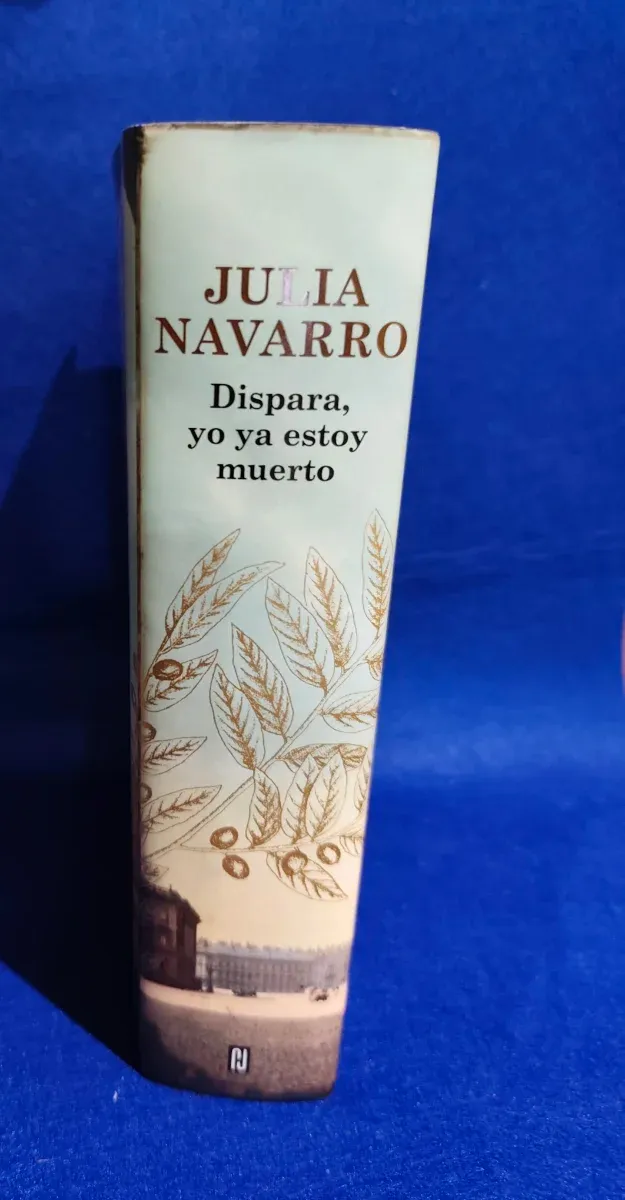 JULIA
NAVARRO
Dispara,
yo ya estoy
muerto